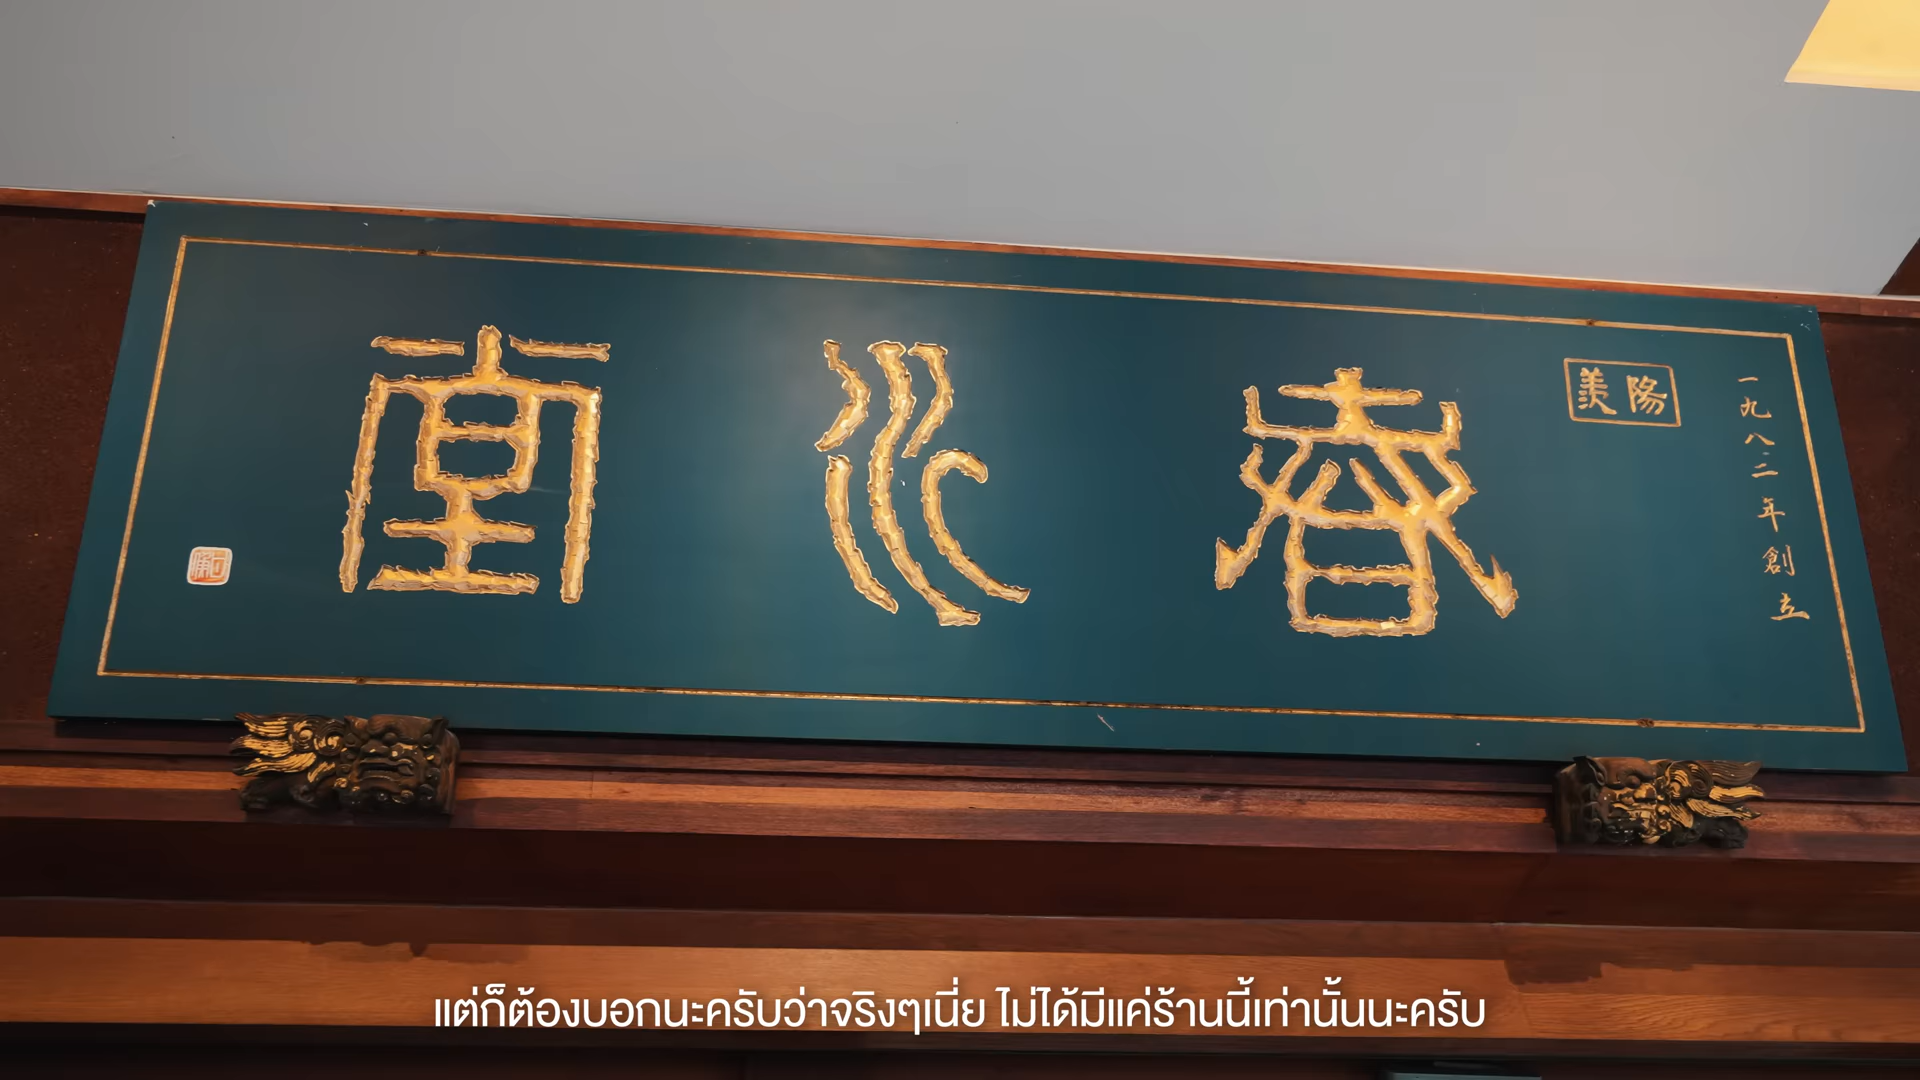 一九八三年創立
陽羨
春水堂
แต่ก็ต้องบอกนะครับว่าจริงๆเนี่ย ไม่ได้มีแค่ร้านนี้เท่านั้นนะครับ